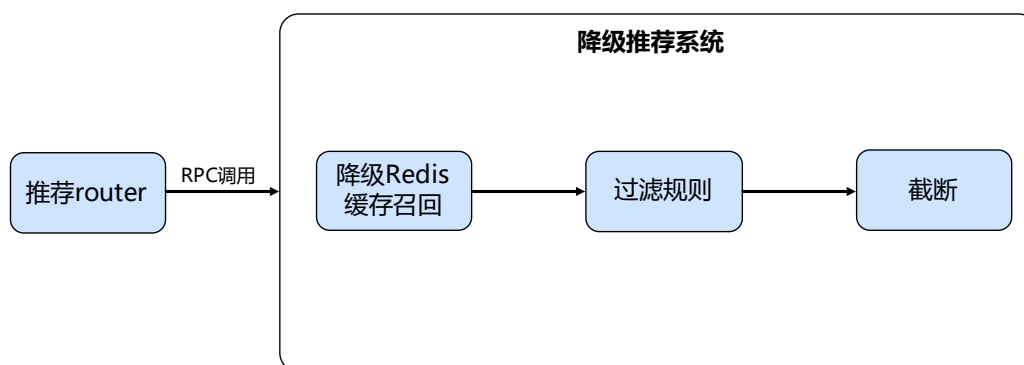 降级推荐系统
推荐router
RPC调用
降级Redis
缓存召回
过滤规则
截断